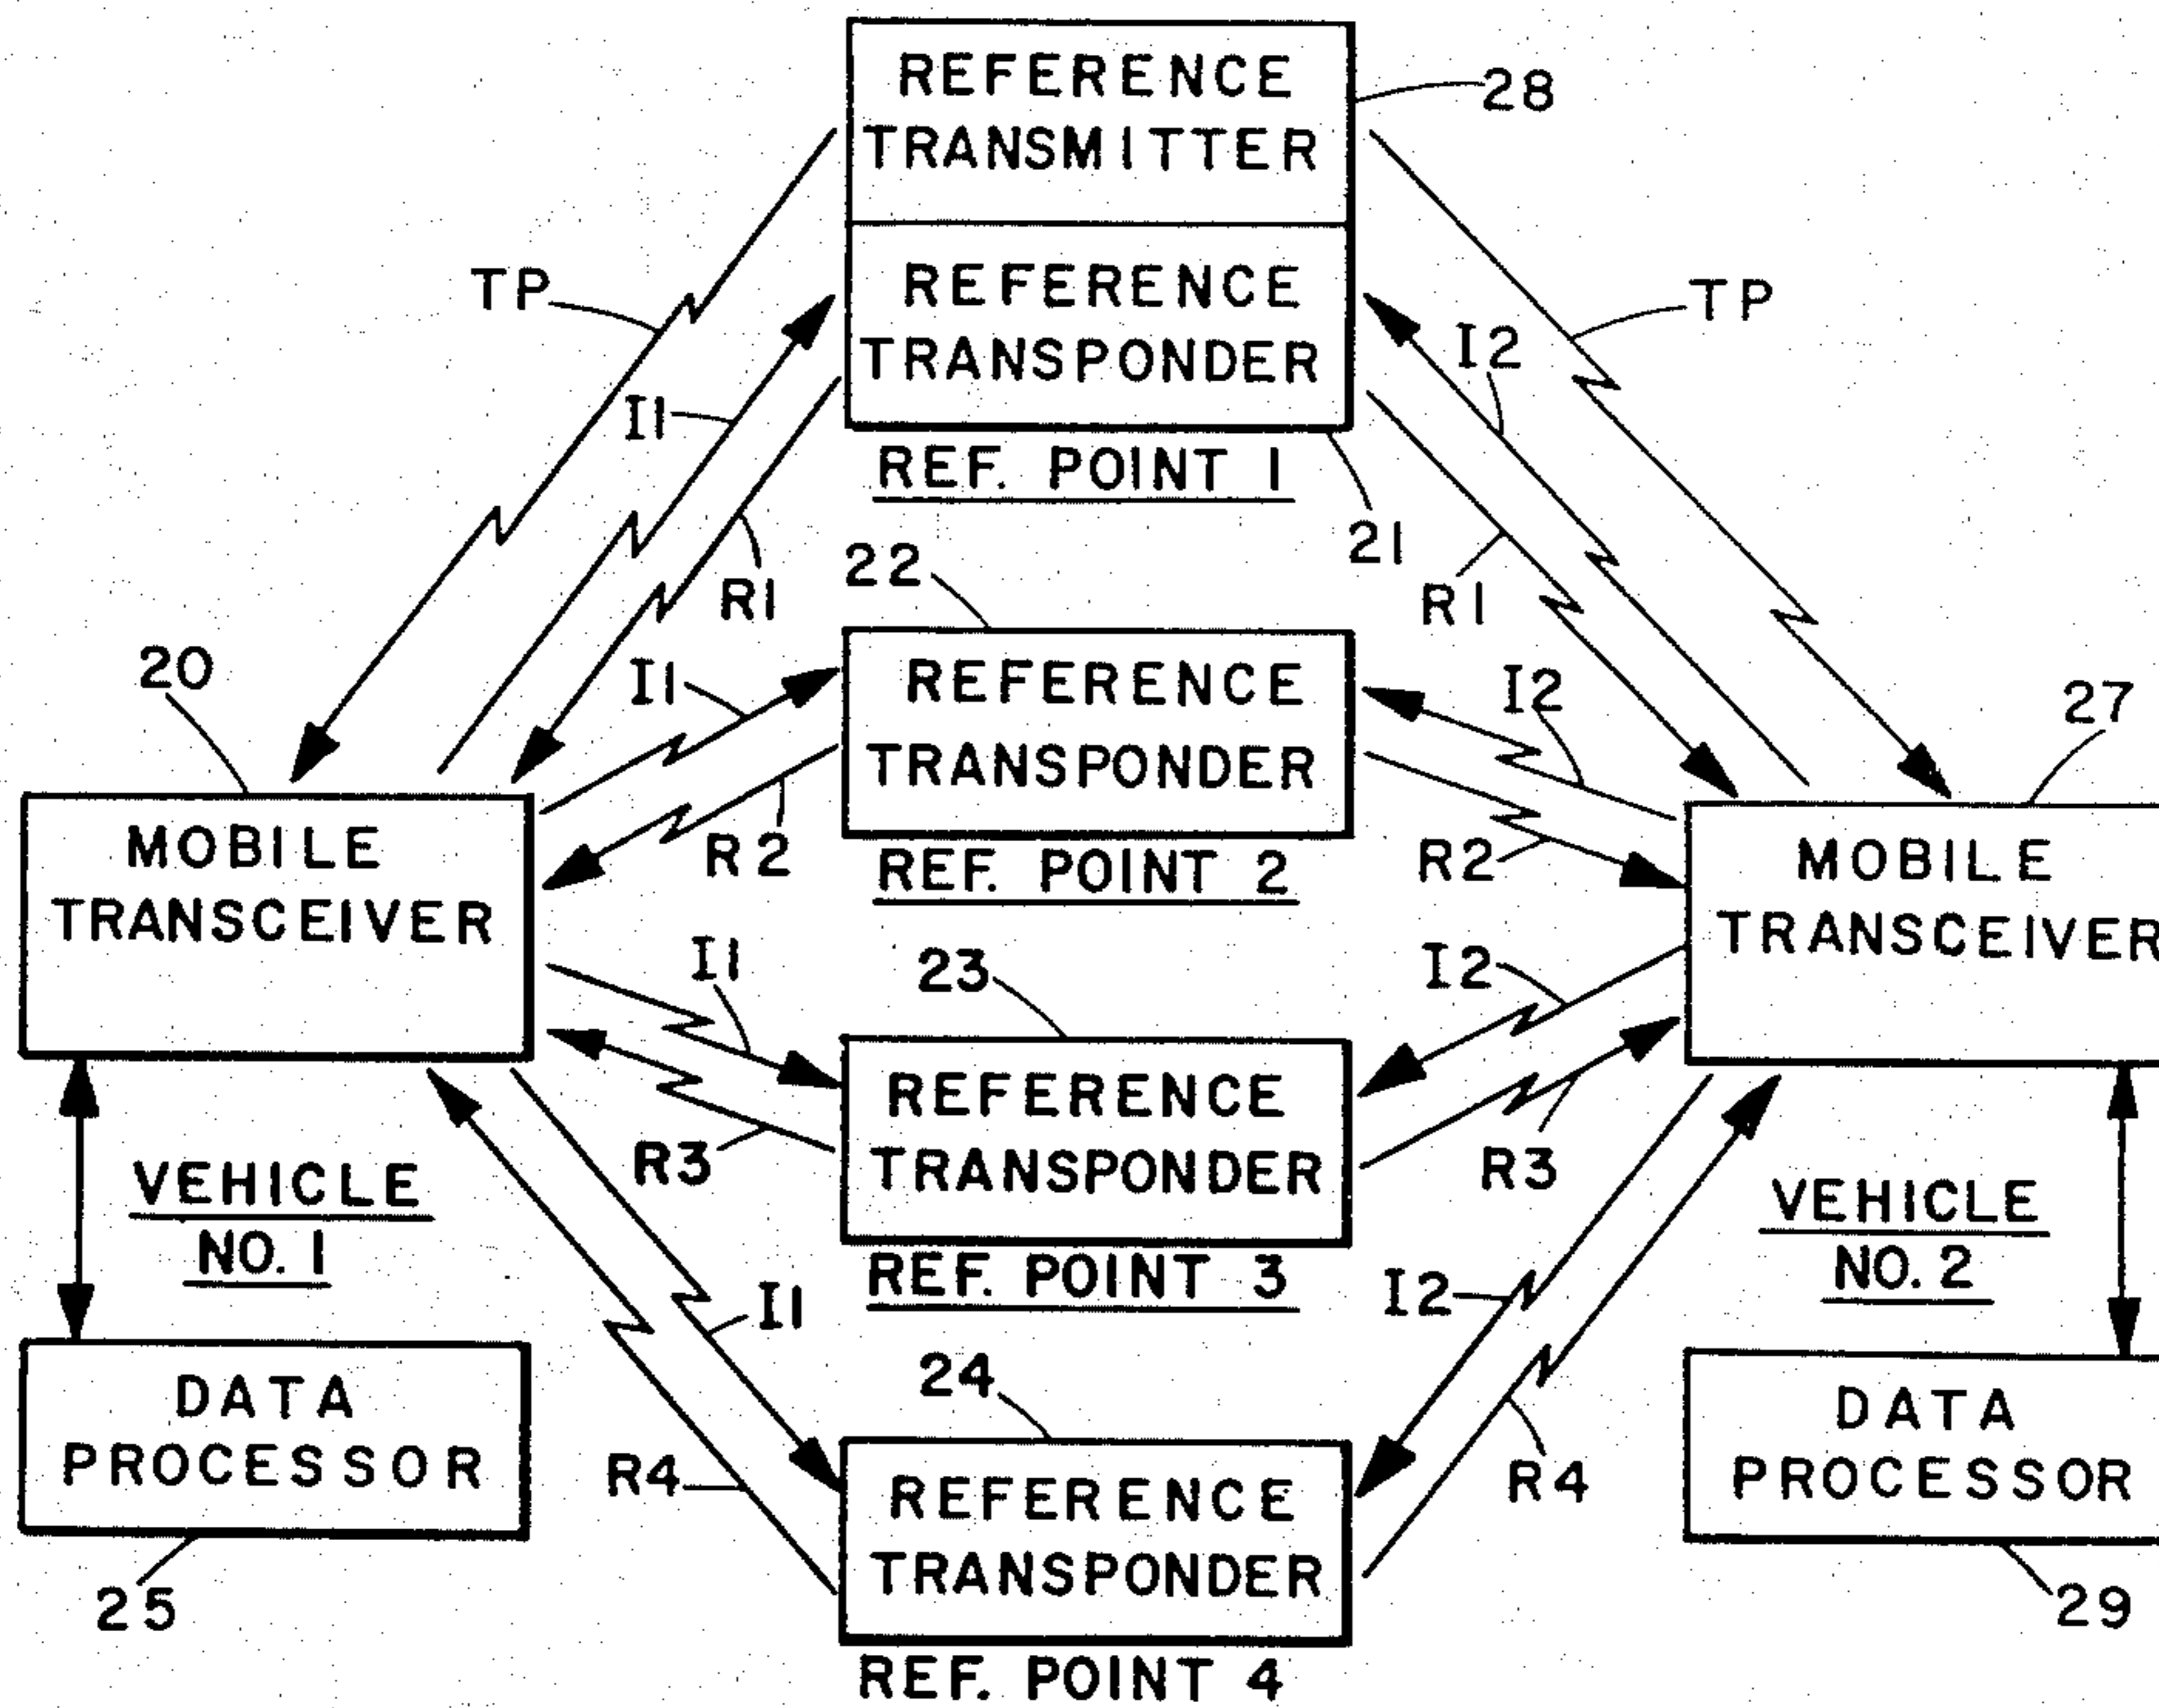 REFERENCE
TRANSMITTER
28
TP
REFERENCE
TRANSPONDER
TP
I1
I2
REF. POINT 1
21
R1
R1
22
20
I1
REFERENCE
TRANSPONDER
I2
27
R2
R2
REF. POINT 2
MOBILE
TRANSCEIVER
MOBILE
TRANSCEIVER
I1
23
I2
REFERENCE
TRANSPONDER
R3
R3
REF. POINT 3
VEHICLE
NO. 1
VEHICLE
NO. 2
I1
I2
24
DATA
PROCESSOR
25
R4
REFERENCE
TRANSPONDER
R4
REF. POINT 4
DATA
PROCESSOR
29